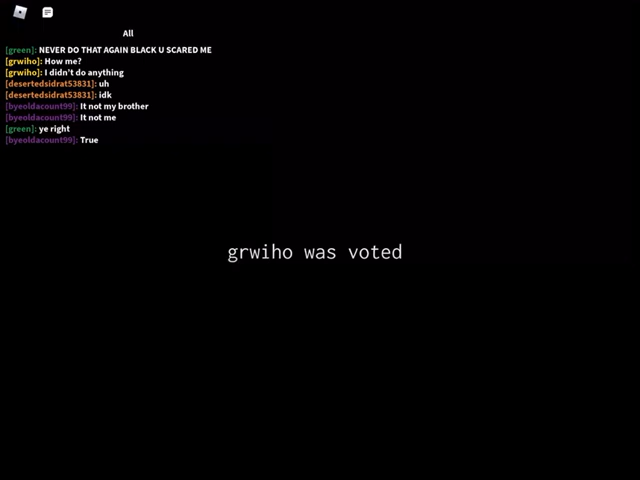 All
[green]: NEVER DO THAT AGAIN BLACK U SCARED ME
[grwiho]: How me?
[grwiho]: I didn't do anything
[desertedsidrat53831]: uh
[desertedsidrat53831]: idk
[byeoldacount99]: It not my brother
[byeoldacount99]: It not me
[green]: ye right
[byeoldacount99]: True
grwiho was voted